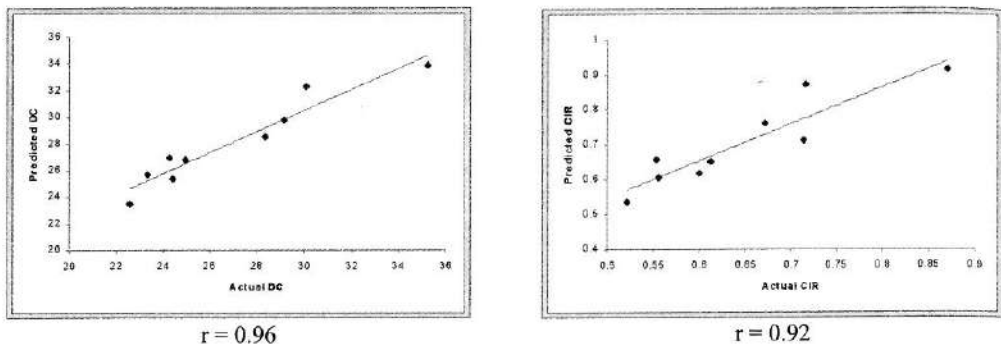 36
34
32
30
28
26
24
22
20
Predicted DC
20 22 24 26 28 30 32 34 36
Actual DC
r = 0.96
1
0.9
0.8
0.7
0.6
0.5
0.4
Predicted CIR
0.5 0.55 0.6 0.65 0.7 0.75 0.8 0.85 0.9
Actual CIR
r = 0.92